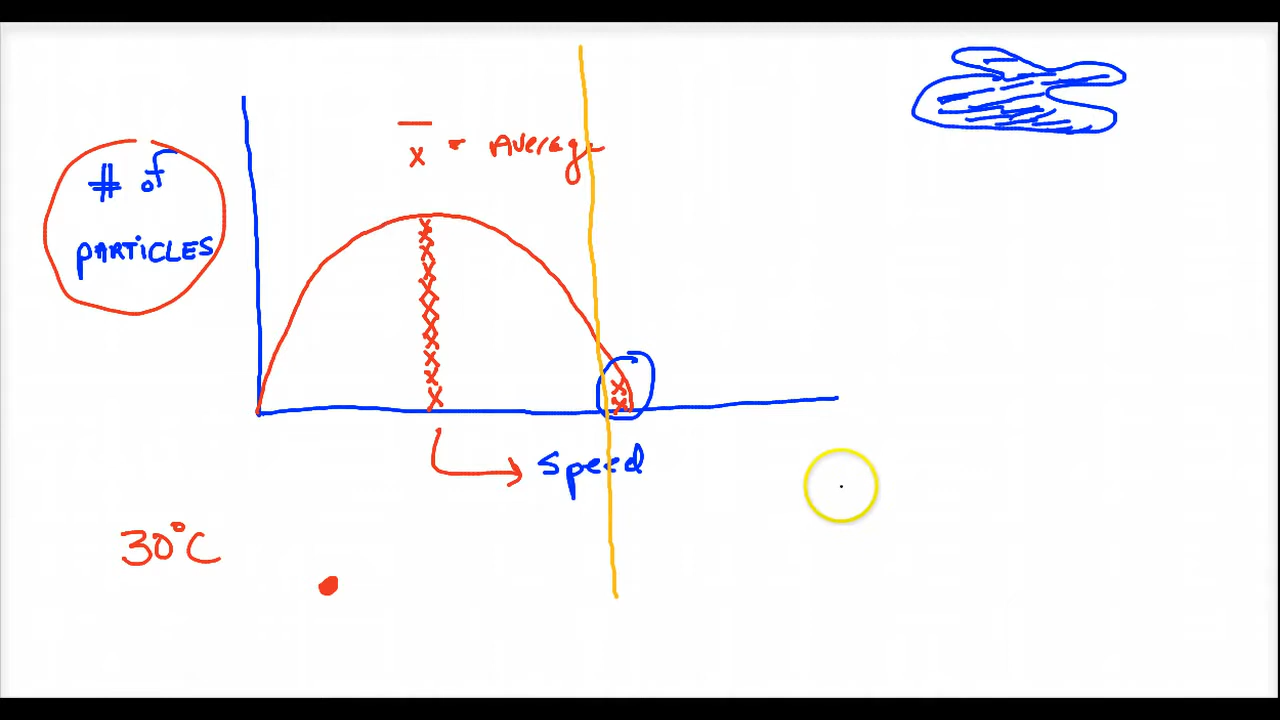 x̄ = Average
# of
PARTICLES
x
x
x
x
x
x
x
x
x
x
x
x
Speed
30°C